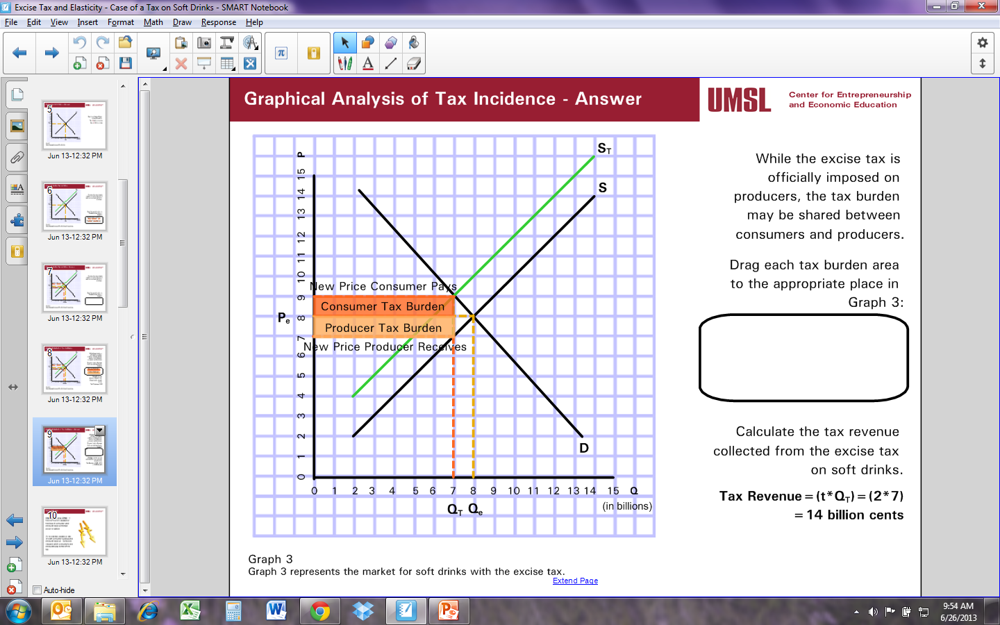 Excise Tax and Elasticity - Case of a Tax on Soft Drinks - SMART Notebook
File Edit View Insert Format Math Draw Response Help
5
Jun 13-12:32 PM
6
Jun 13-12:32 PM
7
Jun 13-12:32 PM
8
Jun 13-12:32 PM
9
Jun 13-12:32 PM
10
Jun 13-12:32 PM
Auto-hide
Graphical Analysis of Tax Incidence - Answer
UMSL
Center for Entrepreneurship
and Economic Education
P
15
14
13
12
11
10
9
8
7
6
5
4
3
2
1
0
Pe
ST
S
New Price Consumer Pays
Consumer Tax Burden
Producer Tax Burden
New Price Producer Receives
D
0 1 2 3 4 5 6 7 8 9 10 11 12 13 14 15 Q
QT Qe
(in billions)
Graph 3
Graph 3 represents the market for soft drinks with the excise tax.
Extend Page
While the excise tax is
officially imposed on
producers, the tax burden
may be shared between
consumers and producers.
Drag each tax burden area
to the appropriate place in
Graph 3:
Calculate the tax revenue
collected from the excise tax
on soft drinks.
Tax Revenue=(t*QT)=(2*7)
=14 billion cents
9:54 AM
6/26/2013